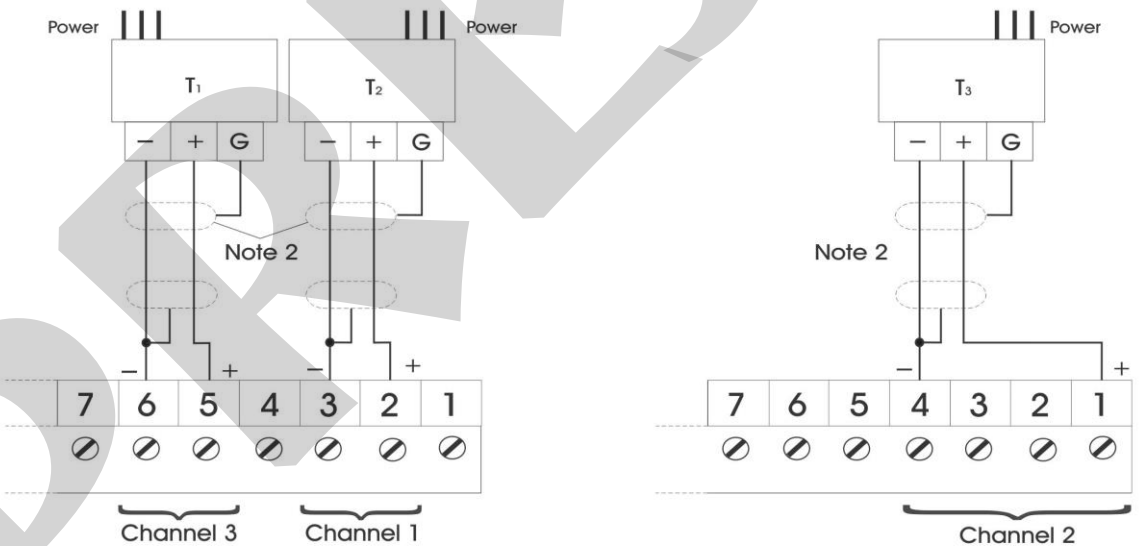 Power
Power
Power
T1
T2
T3
− + G
− + G
− + G
Note 2
Note 2
− +
− +
− +
7 6 5 4 3 2 1
7 6 5 4 3 2 1
Channel 3
Channel 1
Channel 2